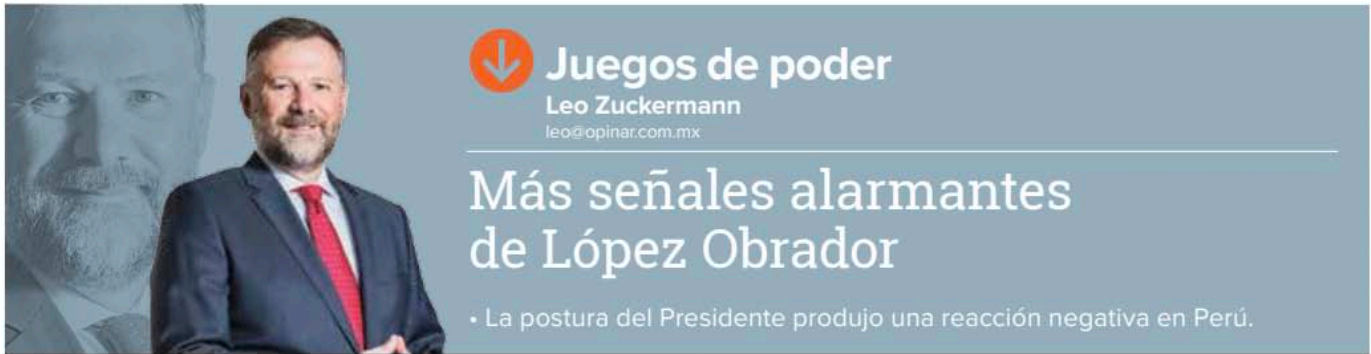 Juegos de poder
Leo Zuckermann
leo@opinar.com.mx
Más señales alarmantes
de López Obrador
• La postura del Presidente produjo una reacción negativa en Perú.